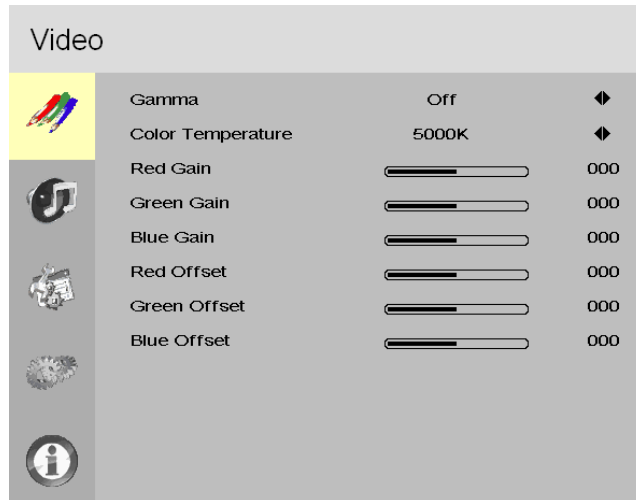 Video
Gamma Off
Color Temperature 5000K
Red Gain 000
Green Gain 000
Blue Gain 000
Red Offset 000
Green Offset 000
Blue Offset 000